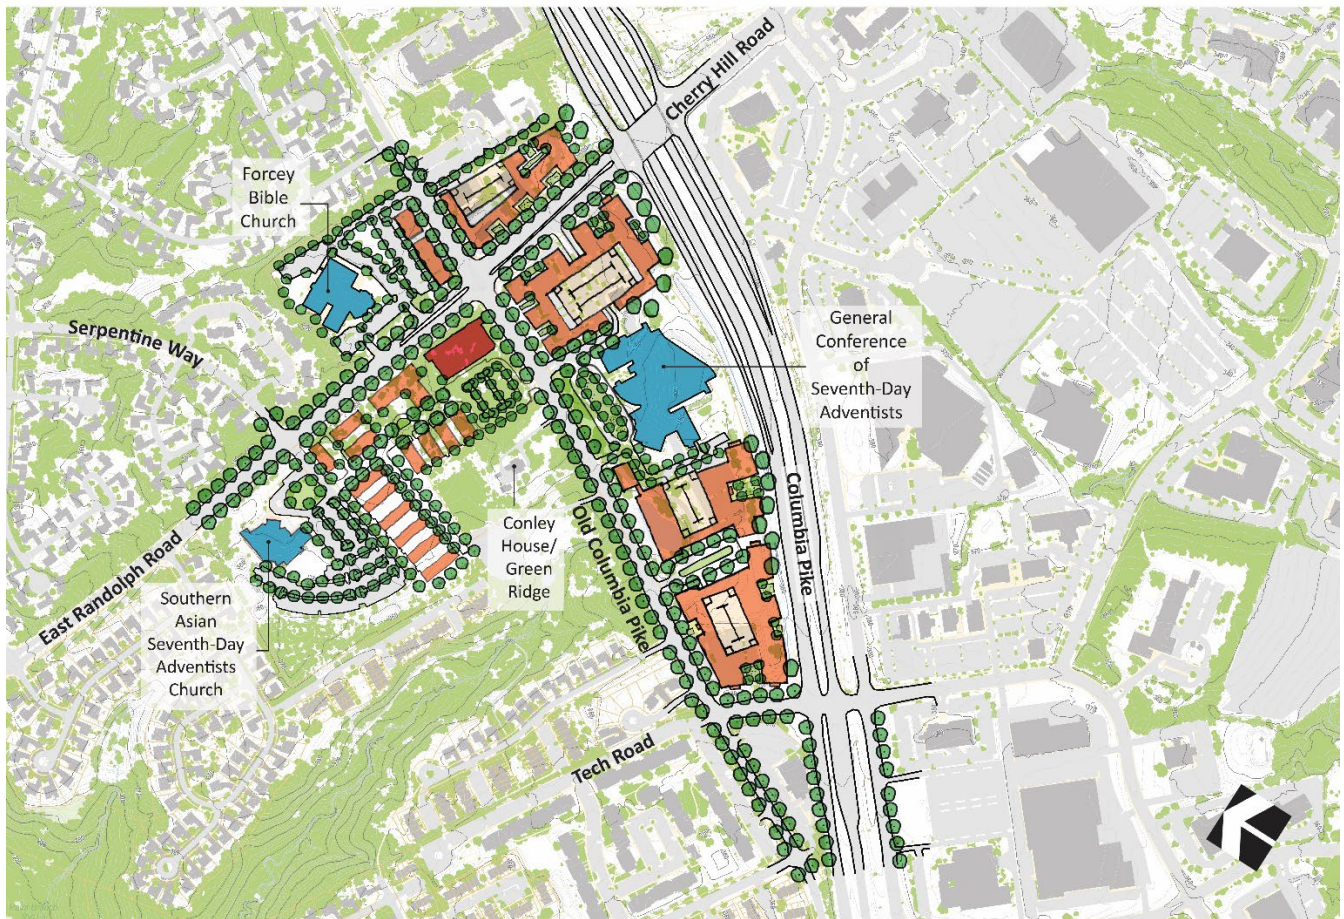 Cherry Hill Road
Forcey
Bible
Church
Serpentine Way
General
Conference
of
Seventh-Day
Adventists
Columbia Pike
Conley
House/
Green
Ridge
Old Columbia Pike
East Randolph Road
Southern
Asian
Seventh-Day
Adventists
Church
Tech Road